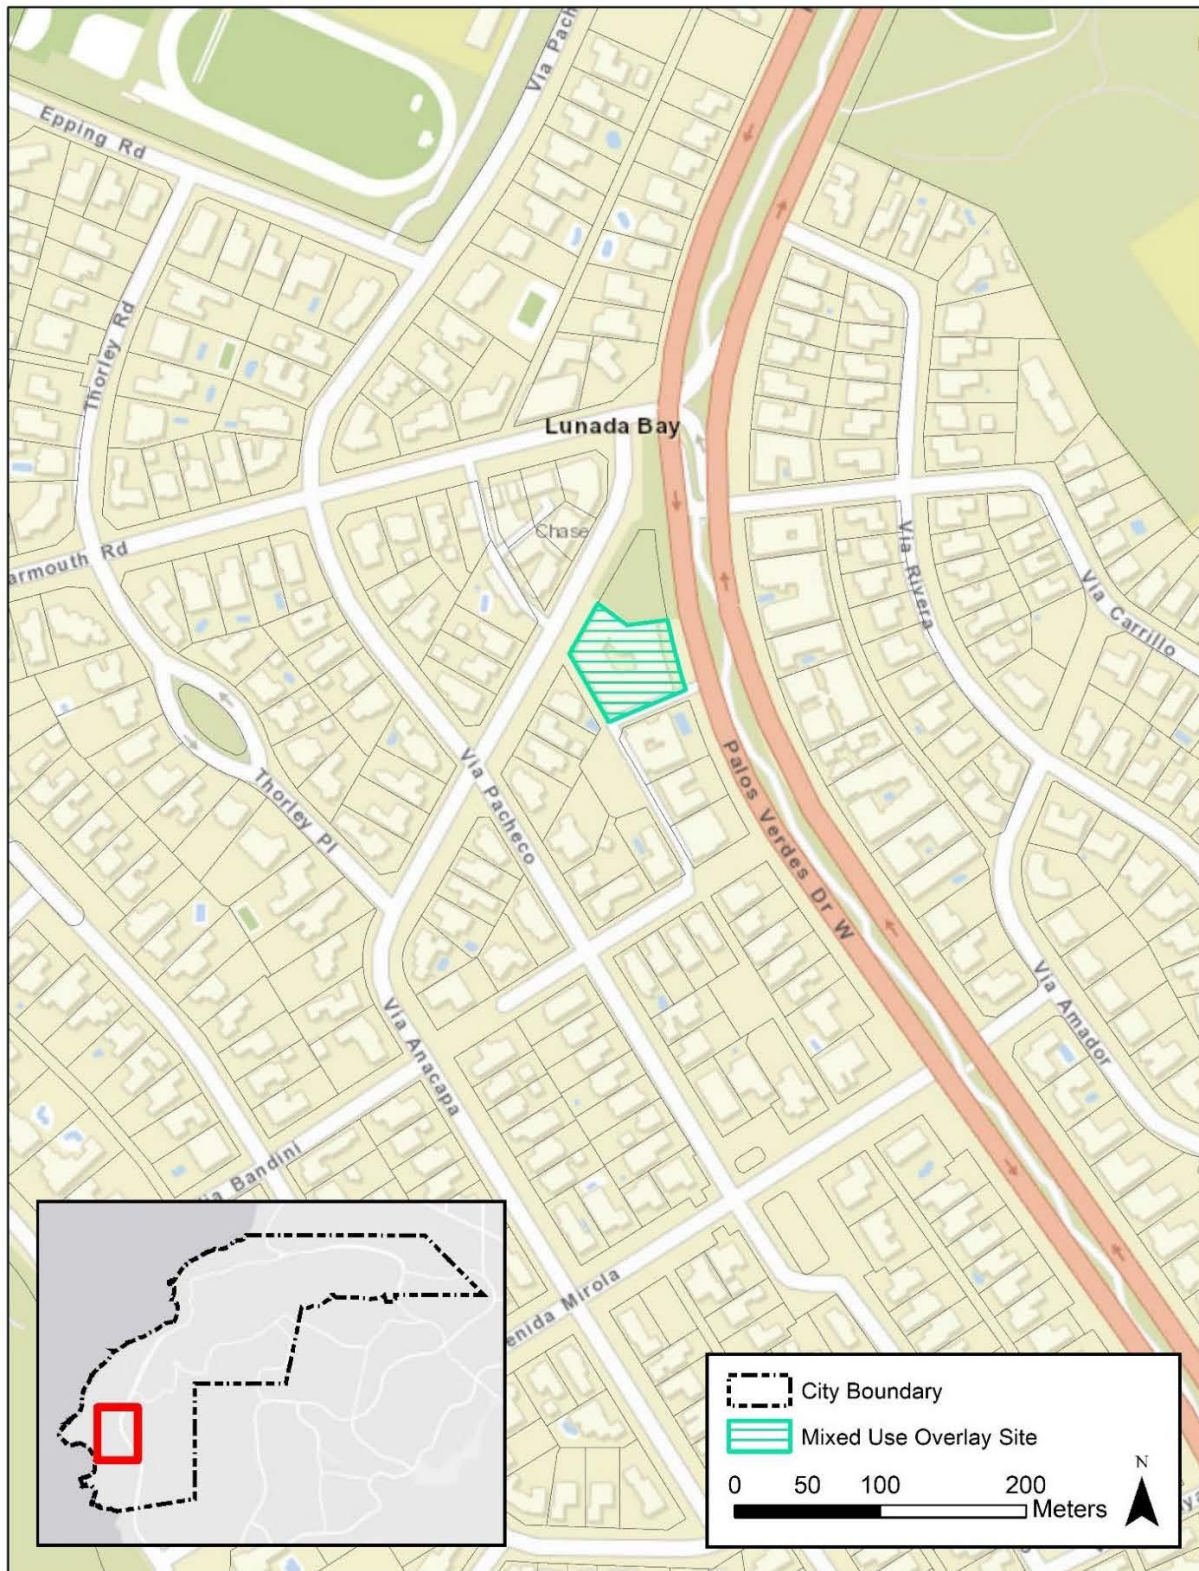 Via Pach
Epping Rd
Thorley Rd
Lunada Bay
Chase
armouth Rd
Via Rivera
Via Carrillo
Via Pacheco
Thorley Pl
Palos Verdes Dr W
Via Amador
Via Anacapa
ia Bandini
enida Mirola
City Boundary
Mixed Use Overlay Site
N
0 50 100 200
Meters